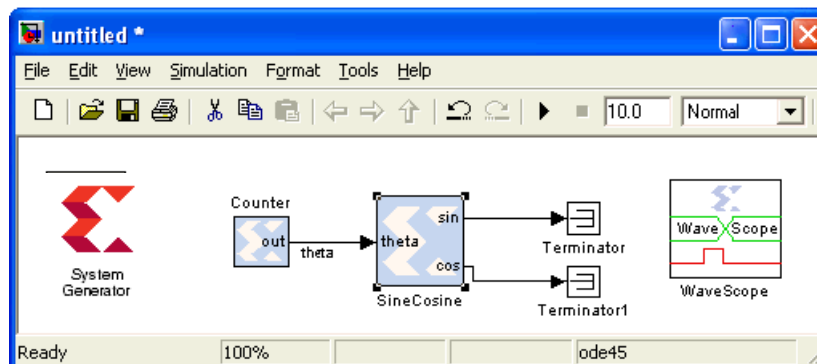 untitled *
File Edit View Simulation Format Tools Help
10.0 Normal
Counter
out
theta
theta
sin
cos
SineCosine
Terminator
Terminator1
Wave Scope
WaveScope
System
Generator
Ready 100% ode45